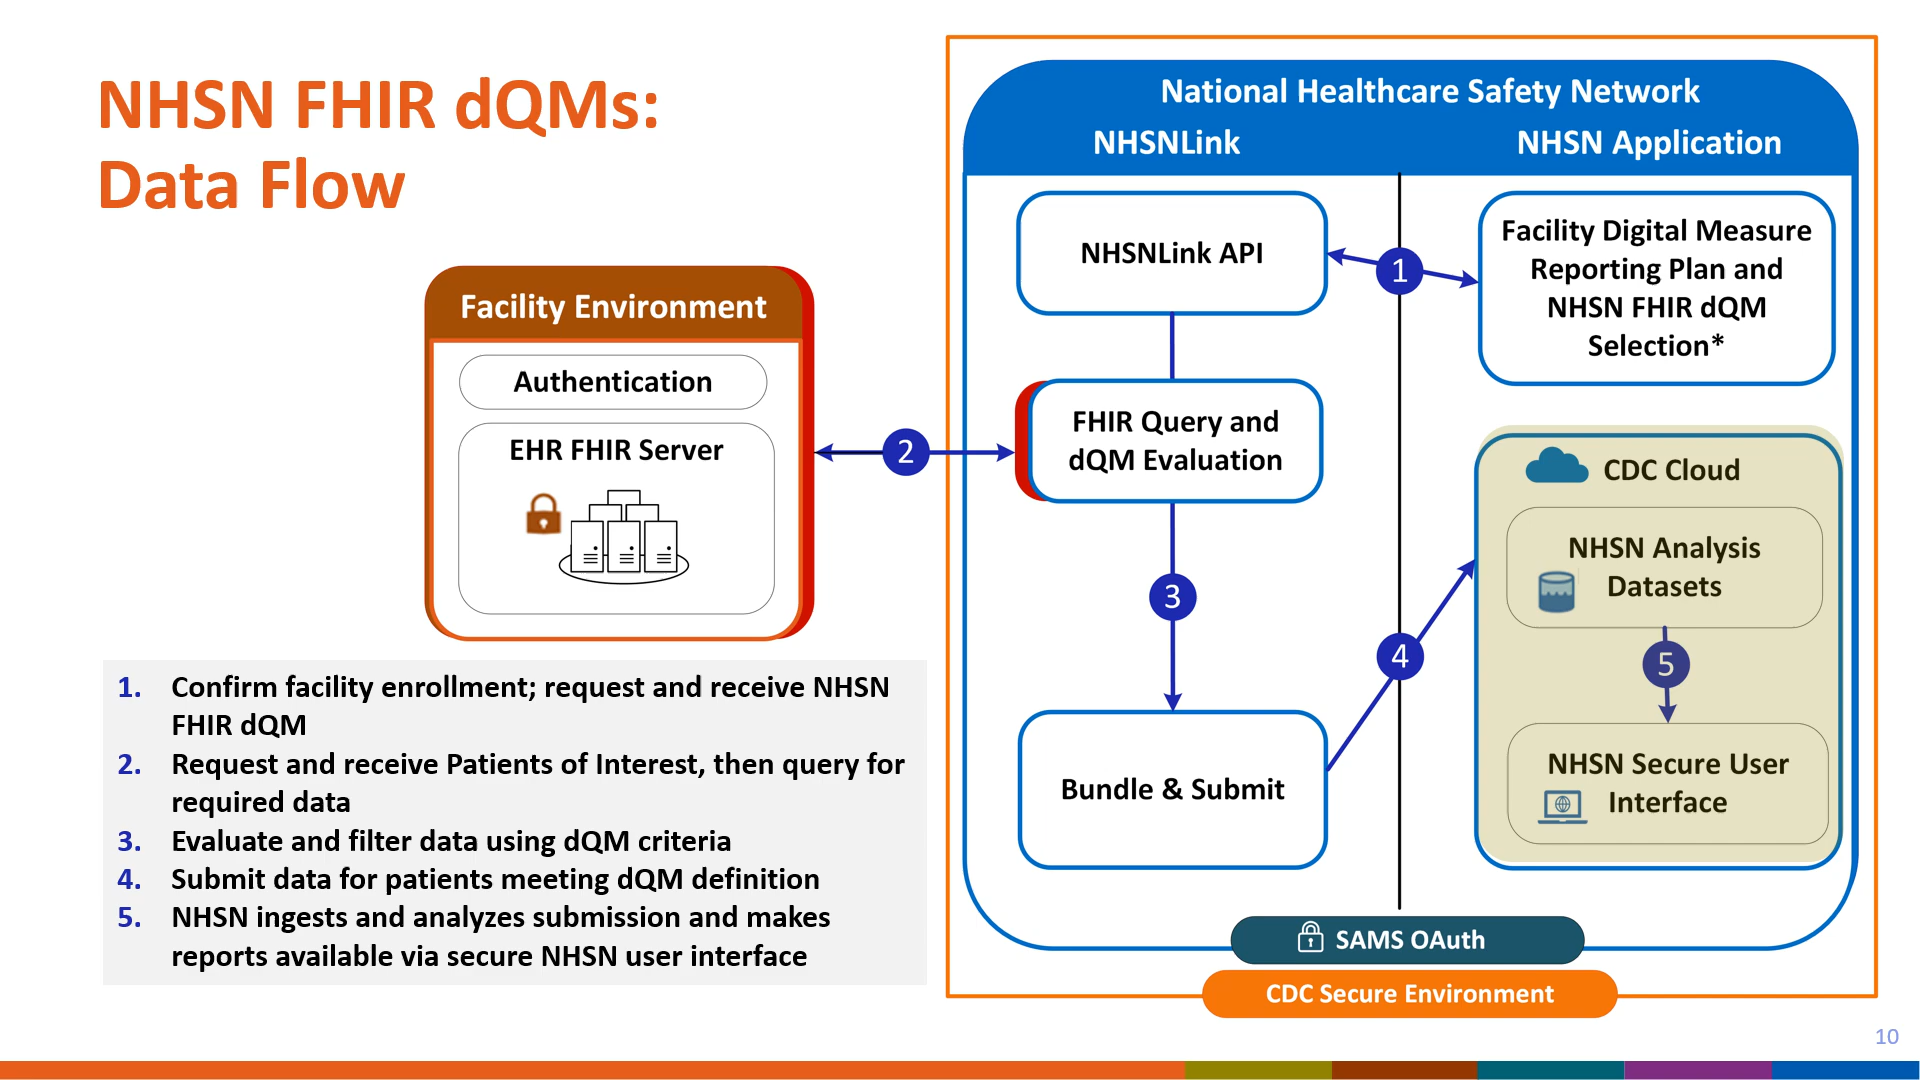 NHSN FHIR dQMs:
Data Flow
National Healthcare Safety Network
NHSNLink
NHSN Application
NHSNLink API
1
Facility Digital Measure
Reporting Plan and
NHSN FHIR dQM
Selection*
Facility Environment
Authentication
EHR FHIR Server
2
FHIR Query and
dQM Evaluation
3
Bundle & Submit
4
CDC Cloud
NHSN Analysis
Datasets
5
NHSN Secure User
Interface
SAMS OAuth
CDC Secure Environment
1. Confirm facility enrollment; request and receive NHSN
FHIR dQM
2. Request and receive Patients of Interest, then query for
required data
3. Evaluate and filter data using dQM criteria
4. Submit data for patients meeting dQM definition
5. NHSN ingests and analyzes submission and makes
reports available via secure NHSN user interface
10